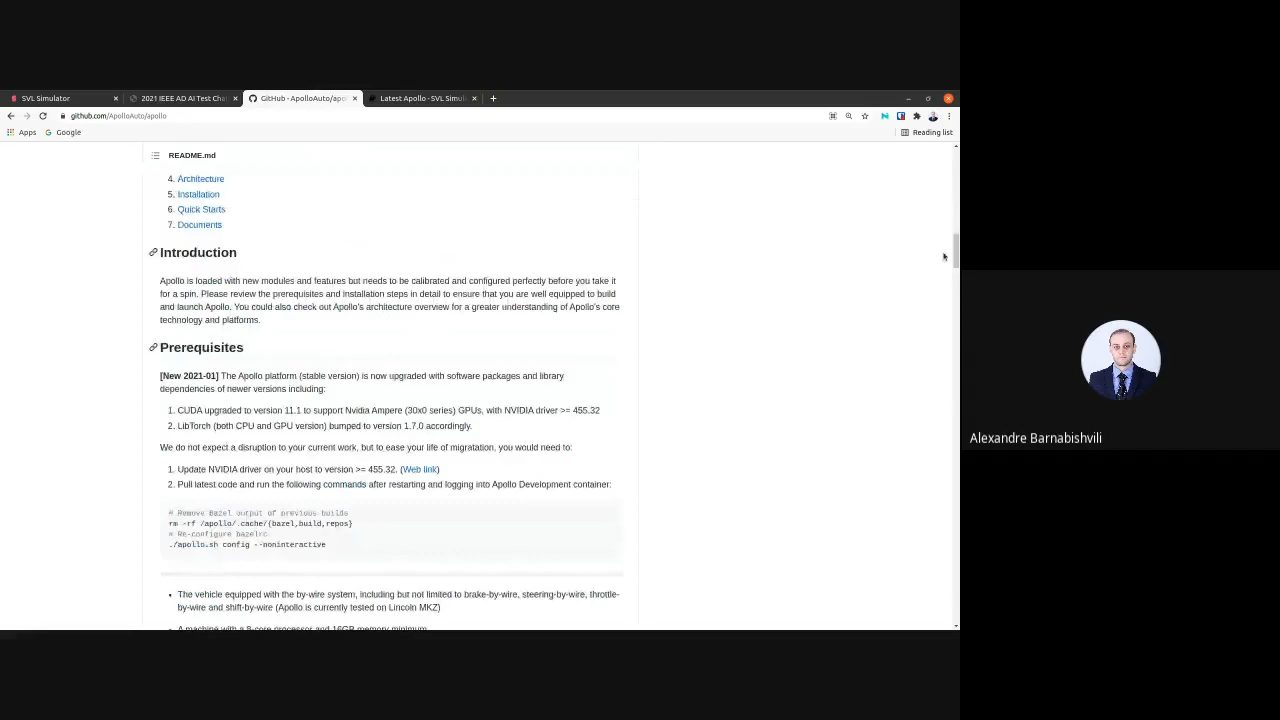 SVL Simulator
2021 IEEE AD AI Test Cha
GitHub - ApolloAuto/apo
Latest Apollo - SVL Simul
github.com/ApolloAuto/apollo
Reading list
Apps
Google
README.md
4. Architecture
5. Installation
6. Quick Starts
7. Documents
Introduction
Apollo is loaded with new modules and features but needs to be calibrated and configured perfectly before you take it
for a spin. Please review the prerequisites and installation steps in detail to ensure that you are well equipped to build
and launch Apollo. You could also check out Apollo's architecture overview for a greater understanding of Apollo's core
technology and platforms.
Prerequisites
[New 2021-01] The Apollo platform (stable version) is now upgraded with software packages and library
dependencies of newer versions including:
1. CUDA upgraded to version 11.1 to support Nvidia Ampere (30x0 series) GPUs, with NVIDIA driver >= 455.32
2. LibTorch (both CPU and GPU version) bumped to version 1.7.0 accordingly.
We do not expect a disruption to your current work, but to ease your life of migratation, you would need to:
1. Update NVIDIA driver on your host to version >= 455.32. (Web link)
2. Pull latest code and run the following commands after restarting and logging into Apollo Development container:
# Remove Bazel output of previous builds
rm -rf /apollo/.cache/{bazel,build,repos}
# Re-configure bazelrc
./apollo.sh config --noninteractive
• The vehicle equipped with the by-wire system, including but not limited to brake-by-wire, steering-by-wire, throttle-
by-wire and shift-by-wire (Apollo is currently tested on Lincoln MKZ)
• A machine with a 8-core processor and 16GB memory minimum
Alexandre Barnabishvili